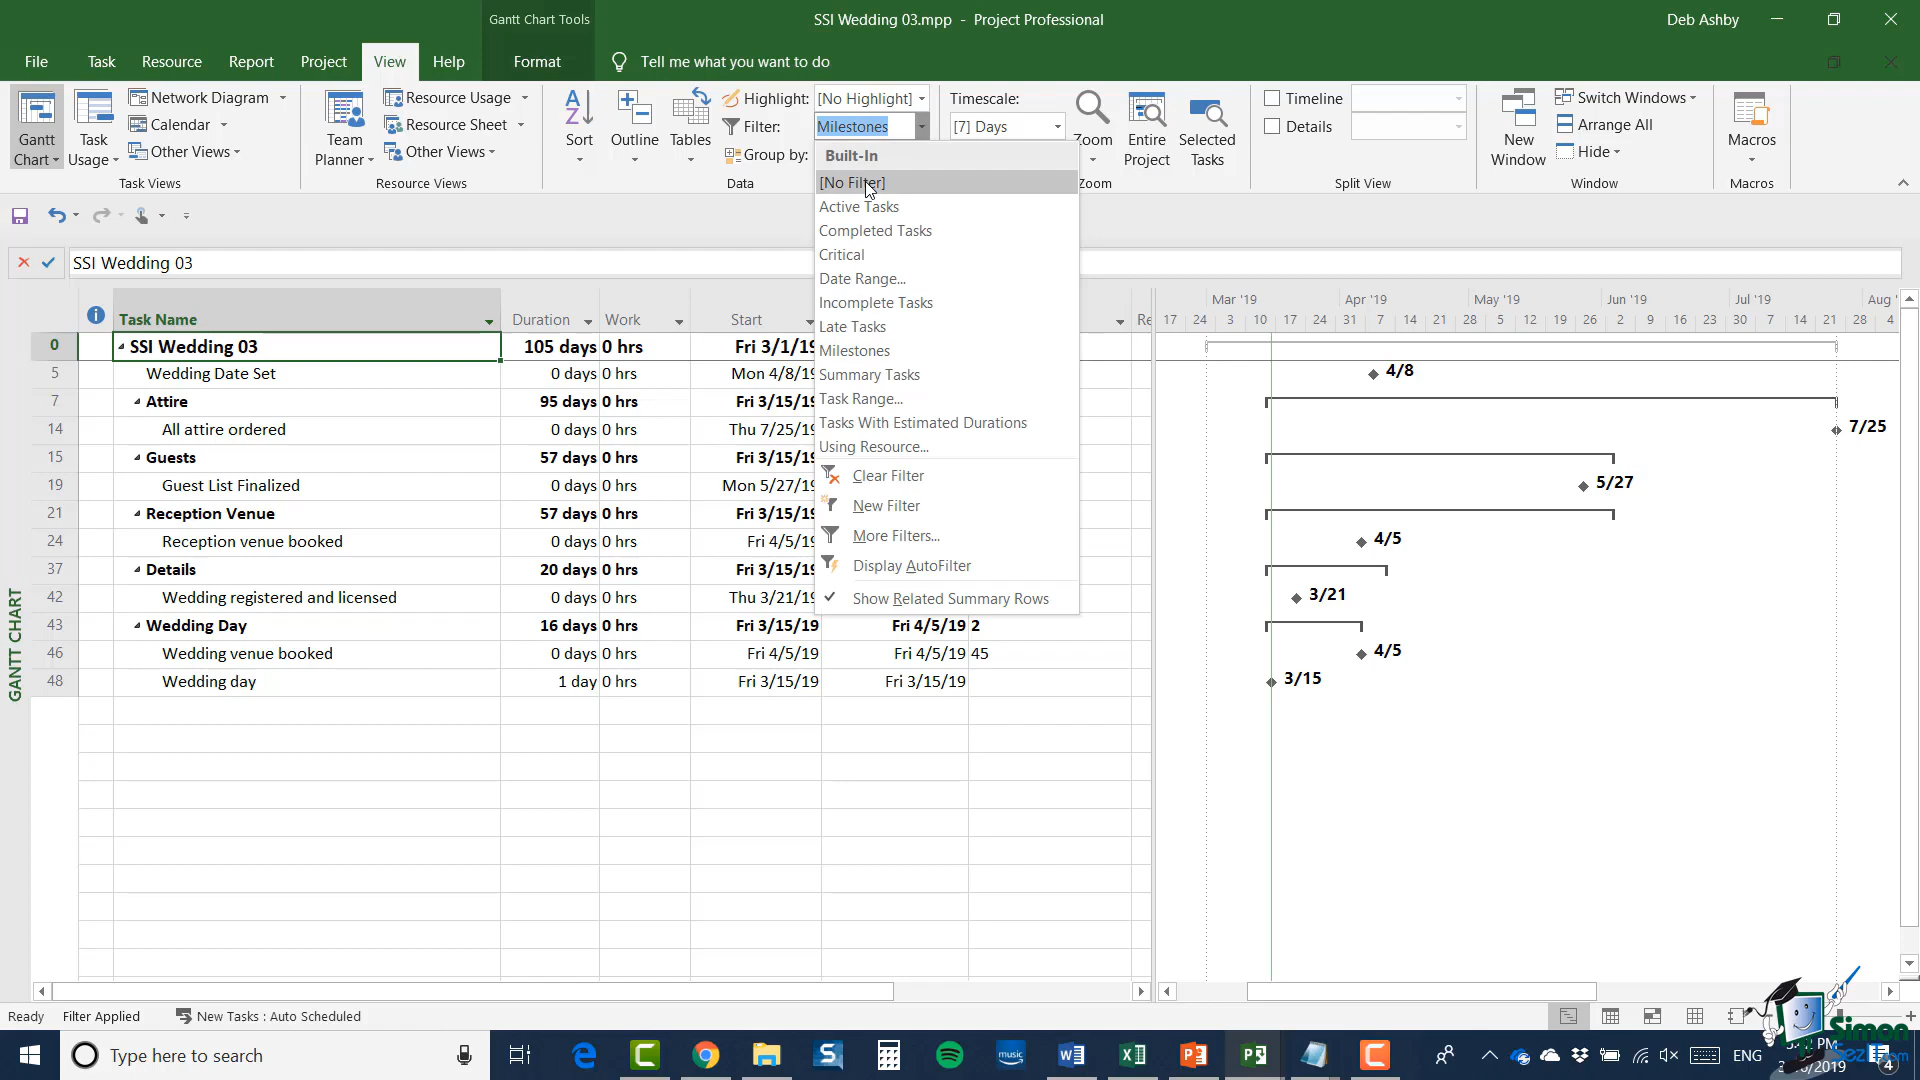 Gantt Chart Tools
SSI Wedding 03.mpp - Project Professional
Deb Ashby
File Task Resource Report Project View Help Format Tell me what you want to do
Gantt Chart
Task Usage
Network Diagram
Calendar
Other Views
Task Views
Team Planner
Resource Usage
Resource Sheet
Other Views
Resource Views
Sort
Outline
Tables
Highlight: [No Highlight]
Filter: Milestones
Group by:
Data
Timescale:
[7] Days
Zoom
Entire Project
Selected Tasks
Zoom
Timeline
Details
Split View
New Window
Switch Windows
Arrange All
Hide
Window
Macros
Macros
Built-In
[No Filter]
Active Tasks
Completed Tasks
Critical
Date Range...
Incomplete Tasks
Late Tasks
Milestones
Summary Tasks
Task Range...
Tasks With Estimated Durations
Using Resource...
Clear Filter
New Filter
More Filters...
Display AutoFilter
Show Related Summary Rows
SSI Wedding 03
Task Name Duration Work Start Re
Mar '19 Apr '19 May '19 Jun '19 Jul '19 Aug '
17 24 3 10 17 24 31 7 14 21 28 5 12 19 26 2 9 16 23 30 7 14 21 28 4
0 SSI Wedding 03 105 days 0 hrs Fri 3/1/19
5 Wedding Date Set 0 days 0 hrs Mon 4/8/19 4/8
7 Attire 95 days 0 hrs Fri 3/15/19
14 All attire ordered 0 days 0 hrs Thu 7/25/19 7/25
15 Guests 57 days 0 hrs Fri 3/15/19
19 Guest List Finalized 0 days 0 hrs Mon 5/27/19 5/27
21 Reception Venue 57 days 0 hrs Fri 3/15/19
24 Reception venue booked 0 days 0 hrs Fri 4/5/19 4/5
37 Details 20 days 0 hrs Fri 3/15/19
42 Wedding registered and licensed 0 days 0 hrs Thu 3/21/19 3/21
43 Wedding Day 16 days 0 hrs Fri 3/15/19 Fri 4/5/19 2
46 Wedding venue booked 0 days 0 hrs Fri 4/5/19 Fri 4/5/19 45 4/5
48 Wedding day 1 day 0 hrs Fri 3/15/19 Fri 3/15/19 3/15
GANTT CHART
Ready Filter Applied New Tasks : Auto Scheduled
Type here to search
music
ENG
4
Simon
Sez IT.com